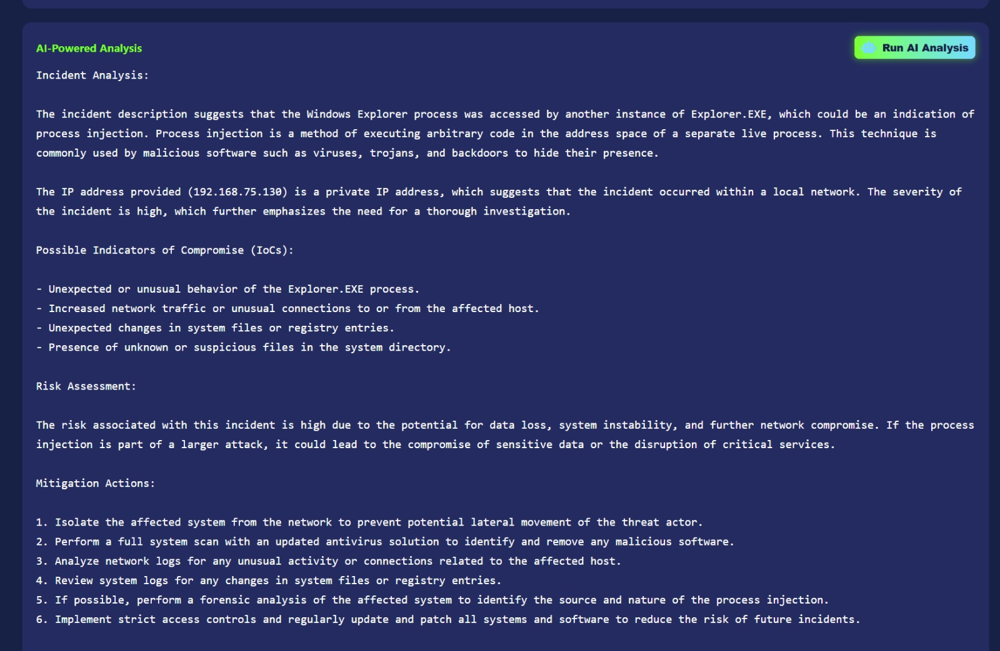 AI-Powered Analysis
Run AI Analysis
Incident Analysis:
The incident description suggests that the Windows Explorer process was accessed by another instance of Explorer.EXE, which could be an indication of
process injection. Process injection is a method of executing arbitrary code in the address space of a separate live process. This technique is
commonly used by malicious software such as viruses, trojans, and backdoors to hide their presence.
The IP address provided (192.168.75.130) is a private IP address, which suggests that the incident occurred within a local network. The severity of
the incident is high, which further emphasizes the need for a thorough investigation.
Possible Indicators of Compromise (IoCs):
- Unexpected or unusual behavior of the Explorer.EXE process.
- Increased network traffic or unusual connections to or from the affected host.
- Unexpected changes in system files or registry entries.
- Presence of unknown or suspicious files in the system directory.
Risk Assessment:
The risk associated with this incident is high due to the potential for data loss, system instability, and further network compromise. If the process
injection is part of a larger attack, it could lead to the compromise of sensitive data or the disruption of critical services.
Mitigation Actions:
1. Isolate the affected system from the network to prevent potential lateral movement of the threat actor.
2. Perform a full system scan with an updated antivirus solution to identify and remove any malicious software.
3. Analyze network logs for any unusual activity or connections related to the affected host.
4. Review system logs for any changes in system files or registry entries.
5. If possible, perform a forensic analysis of the affected system to identify the source and nature of the process injection.
6. Implement strict access controls and regularly update and patch all systems and software to reduce the risk of future incidents.